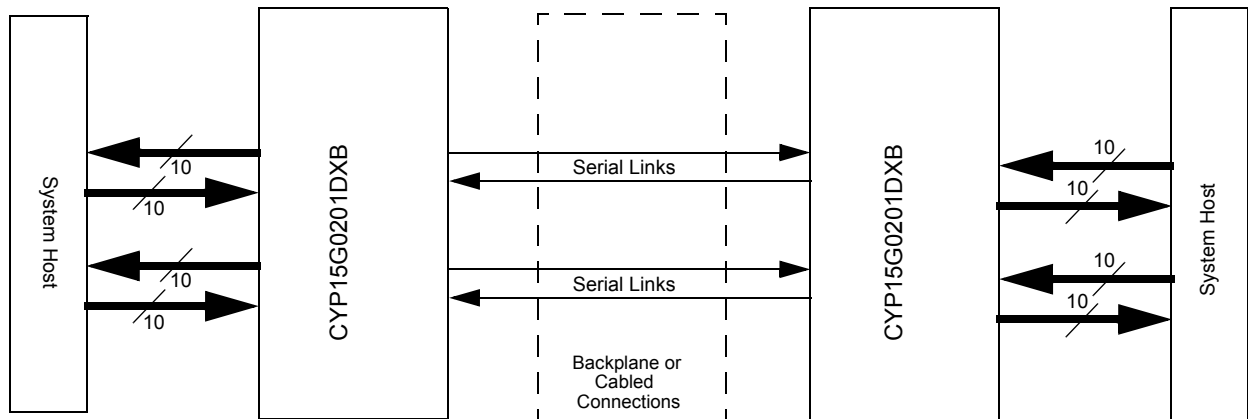 System Host
10
10
10
10
CYP15G0201DXB
Serial Links
Serial Links
Backplane or
Cabled
Connections
CYP15G0201DXB
10
10
10
10
System Host